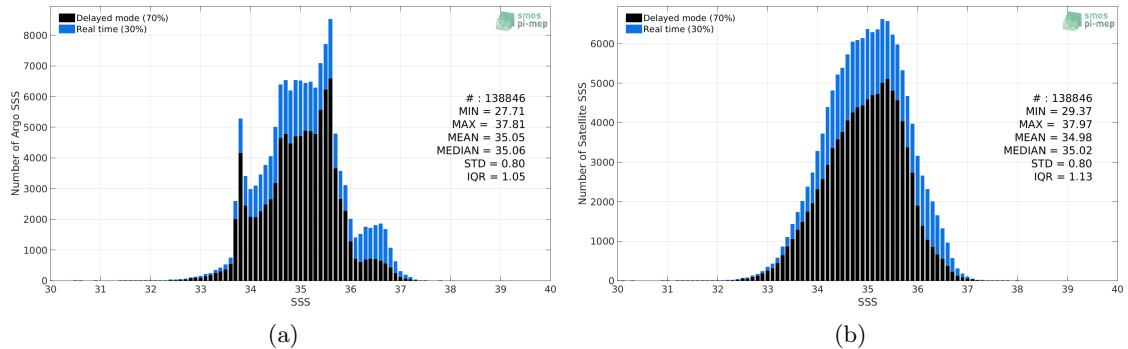 Delayed mode (70%)
Real time (30%)
smos
pi-mep
# : 138846
MIN = 27.71
MAX = 37.81
MEAN = 35.05
MEDIAN = 35.06
STD = 0.80
IQR = 1.05
Number of Argo SSS
9000
8000
7000
6000
5000
4000
3000
2000
1000
0
30 31 32 33 34 35 36 37 38 39 40
SSS
(a)
Delayed mode (70%)
Real time (30%)
smos
pi-mep
# : 138846
MIN = 29.37
MAX = 37.97
MEAN = 34.98
MEDIAN = 35.02
STD = 0.80
IQR = 1.13
Number of Satellite SSS
6000
5000
4000
3000
2000
1000
0
30 31 32 33 34 35 36 37 38 39 40
SSS
(b)